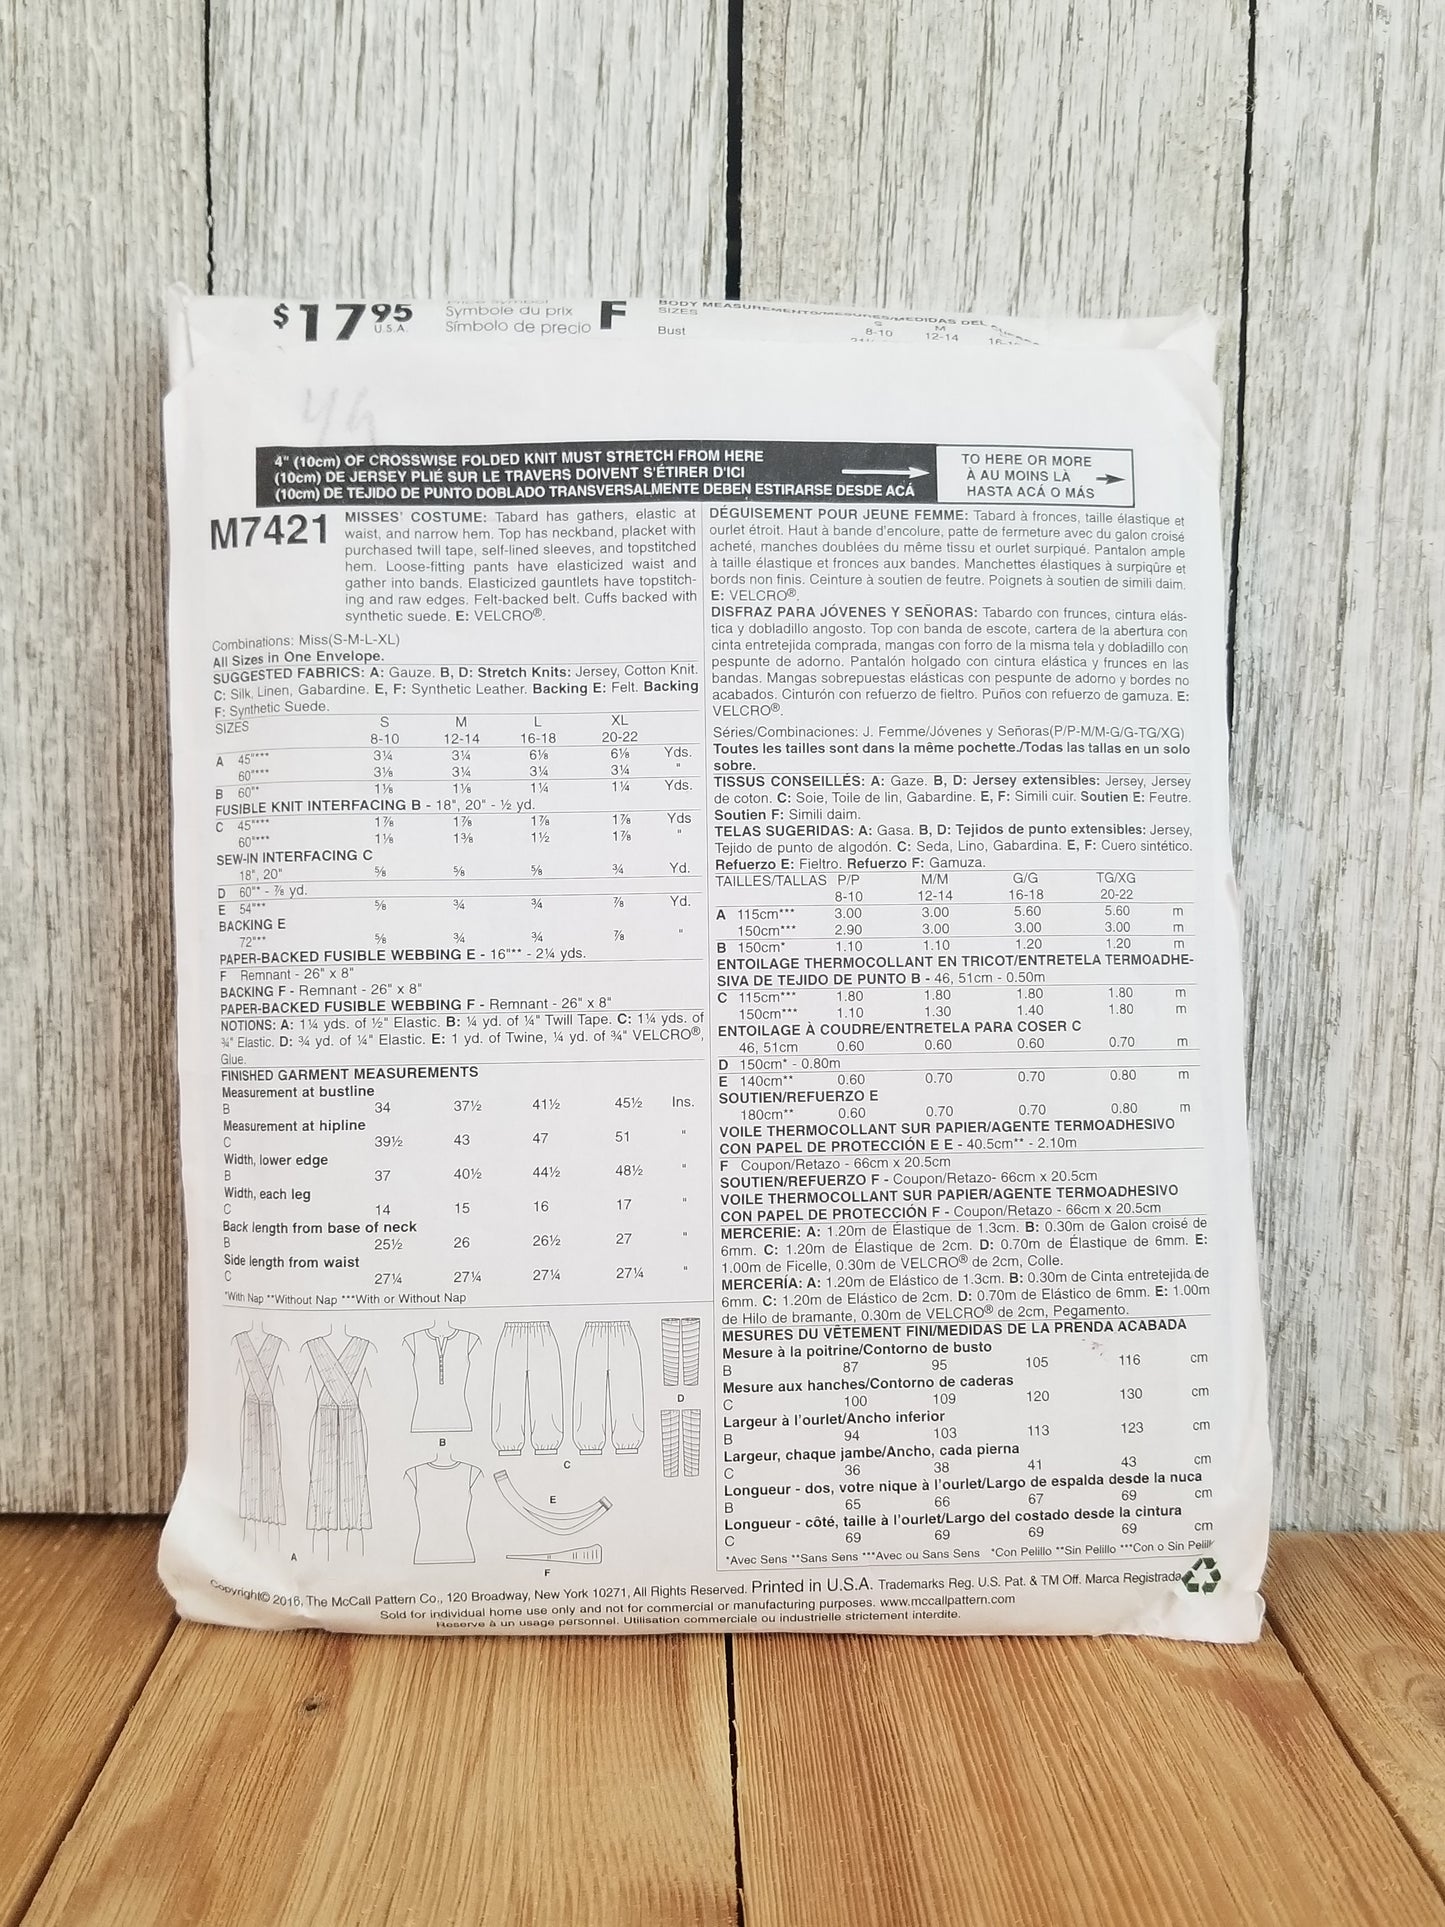 $17.95
U.S.A.
Symbole du prix
Símbolo de precio F
BODY MEASUREMENTS/MESURES/MEDIDAS DEL
SIZES S M
8-10 12-14
Bust
4" (10cm) OF CROSSWISE FOLDED KNIT MUST STRETCH FROM HERE
(10cm) DE JERSEY PLIÉ SUR LE TRAVERS DOIVENT S'ÉTIRER D'ICI
(10cm) DE TEJIDO DE PUNTO DOBLADO TRANSVERSALMENTE DEBEN ESTIRARSE DESDE ACÁ
TO HERE OR MORE
À AU MOINS LÀ
HASTA ACÁ O MÁS
M7421
MISSES' COSTUME: Tabard has gathers, elastic at
waist, and narrow hem. Top has neckband, placket with
purchased twill tape, self-lined sleeves, and topstitched
hem. Loose-fitting pants have elasticized waist and
gather into bands. Elasticized gauntlets have topstitch-
ing and raw edges. Felt-backed belt. Cuffs backed with
synthetic suede. E: VELCRO®.
Combinations: Miss(S-M-L-XL)
All Sizes in One Envelope.
SUGGESTED FABRICS: A: Gauze. B, D: Stretch Knits: Jersey, Cotton Knit.
C: Silk, Linen, Gabardine. E, F: Synthetic Leather. Backing E: Felt. Backing
F: Synthetic Suede.
SIZES S M L XL
8-10 12-14 16-18 20-22
A 45"*** 3¼ 3¼ 6⅛ 6⅛ Yds.
60"*** 3⅛ 3¼ 3¼ 3¼ "
B 60"* 1⅛ 1⅛ 1¼ 1¼ Yds.
FUSIBLE KNIT INTERFACING B - 18", 20" - ½ yd.
C 45"*** 1⅞ 1⅞ 1⅞ 1⅞ Yds
60"*** 1⅛ 1⅜ 1½ 1⅞ "
SEW-IN INTERFACING C
18", 20" ⅝ ⅝ ⅝ ¾ Yd.
D 60"* - ⅞ yd.
E 54"** ⅝ ¾ ¾ ⅞ Yd.
BACKING E
72"** ⅝ ¾ ¾ ⅞ "
PAPER-BACKED FUSIBLE WEBBING E - 16"** - 2¼ yds.
F Remnant - 26" x 8"
BACKING F - Remnant - 26" x 8"
PAPER-BACKED FUSIBLE WEBBING F - Remnant - 26" x 8"
NOTIONS: A: 1¼ yds. of ½" Elastic. B: ¼ yd. of ¼" Twill Tape. C: 1¼ yds. of
¾" Elastic. D: ¾ yd. of ¼" Elastic. E: 1 yd. of Twine, ¼ yd. of ¾" VELCRO®,
Glue.
FINISHED GARMENT MEASUREMENTS
Measurement at bustline
B 34 37½ 41½ 45½ Ins.
Measurement at hipline
C 39½ 43 47 51 "
Width, lower edge
B 37 40½ 44½ 48½ "
Width, each leg
C 14 15 16 17 "
Back length from base of neck
B 25½ 26 26½ 27 "
Side length from waist
C 27¼ 27¼ 27¼ 27¼ "
*With Nap **Without Nap ***With or Without Nap
A
B
C
D
E
F
DÉGUISEMENT POUR JEUNE FEMME: Tabard à fronces, taille élastique et
ourlet étroit. Haut à bande d'encolure, patte de fermeture avec du galon croisé
acheté, manches doublées du même tissu et ourlet surpiqué. Pantalon ample
à taille élastique et fronces aux bandes. Manchettes élastiques à surpiqûre et
bords non finis. Ceinture à soutien de feutre. Poignets à soutien de simili daim.
E: VELCRO®.
DISFRAZ PARA JÓVENES Y SEÑORAS: Tabardo con frunces, cintura elás-
tica y dobladillo angosto. Top con banda de escote, cartera de la abertura con
cinta entretejida comprada, mangas con forro de la misma tela y dobladillo con
pespunte de adorno. Pantalón holgado con cintura elástica y frunces en las
bandas. Mangas sobrepuestas elásticas con pespunte de adorno y bordes no
acabados. Cinturón con refuerzo de fieltro. Puños con refuerzo de gamuza. E:
VELCRO®.
Séries/Combinaciones: J. Femme/Jóvenes y Señoras(P/P-M/M-G/G-TG/XG)
Toutes les tailles sont dans la même pochette./Todas las tallas en un solo
sobre.
TISSUS CONSEILLÉS: A: Gaze. B, D: Jersey extensibles: Jersey, Jersey
de coton. C: Soie, Toile de lin, Gabardine. E, F: Simili cuir. Soutien E: Feutre.
Soutien F: Simili daim.
TELAS SUGERIDAS: A: Gasa. B, D: Tejidos de punto extensibles: Jersey,
Tejido de punto de algodón. C: Seda, Lino, Gabardina. E, F: Cuero sintético.
Refuerzo E: Fieltro. Refuerzo F: Gamuza.
TAILLES/TALLAS P/P M/M G/G TG/XG
8-10 12-14 16-18 20-22
A 115cm*** 3.00 3.00 5.60 5.60 m
150cm*** 2.90 3.00 3.00 3.00 m
B 150cm* 1.10 1.10 1.20 1.20 m
ENTOILAGE THERMOCOLLANT EN TRICOT/ENTRETELA TERMOADHE-
SIVA DE TEJIDO DE PUNTO B - 46, 51cm - 0.50m
C 115cm*** 1.80 1.80 1.80 1.80 m
150cm*** 1.10 1.30 1.40 1.80 m
ENTOILAGE À COUDRE/ENTRETELA PARA COSER C
46, 51cm 0.60 0.60 0.60 0.70 m
D 150cm* - 0.80m
E 140cm** 0.60 0.70 0.70 0.80 m
SOUTIEN/REFUERZO E
180cm** 0.60 0.70 0.70 0.80 m
VOILE THERMOCOLLANT SUR PAPIER/AGENTE TERMOADHESIVO
CON PAPEL DE PROTECCIÓN E E - 40.5cm** - 2.10m
F Coupon/Retazo - 66cm x 20.5cm
SOUTIEN/REFUERZO F - Coupon/Retazo- 66cm x 20.5cm
VOILE THERMOCOLLANT SUR PAPIER/AGENTE TERMOADHESIVO
CON PAPEL DE PROTECCIÓN F - Coupon/Retazo - 66cm x 20.5cm
MERCERIE: A: 1.20m de Élastique de 1.3cm. B: 0.30m de Galon croisé de
6mm. C: 1.20m de Élastique de 2cm. D: 0.70m de Élastique de 6mm. E:
1.00m de Ficelle, 0.30m de VELCRO® de 2cm, Colle.
MERCERÍA: A: 1.20m de Elástico de 1.3cm. B: 0.30m de Cinta entretejida de
6mm. C: 1.20m de Elástico de 2cm. D: 0.70m de Elástico de 6mm. E: 1.00m
de Hilo de bramante, 0.30m de VELCRO® de 2cm, Pegamento.
MESURES DU VÊTEMENT FINI/MEDIDAS DE LA PRENDA ACABADA
Mesure à la poitrine/Contorno de busto
B 87 95 105 116 cm
Mesure aux hanches/Contorno de caderas
C 100 109 120 130 cm
Largeur à l'ourlet/Ancho inferior
B 94 103 113 123 cm
Largeur, chaque jambe/Ancho, cada pierna
C 36 38 41 43 cm
Longueur - dos, votre nique à l'ourlet/Largo de espalda desde la nuca
B 65 66 67 69 cm
Longueur - côté, taille à l'ourlet/Largo del costado desde la cintura
C 69 69 69 69 cm
*Avec Sens **Sans Sens ***Avec ou Sans Sens *Con Pelillo **Sin Pelillo ***Con o Sin Pelillo
Copyright© 2016, The McCall Pattern Co., 120 Broadway, New York 10271, All Rights Reserved. Printed in U.S.A. Trademarks Reg. U.S. Pat. & TM Off. Marca Registrada
Sold for individual home use only and not for commercial or manufacturing purposes. www.mccallpattern.com
Réservé à un usage personnel. Utilisation commerciale ou industrielle strictement interdite.